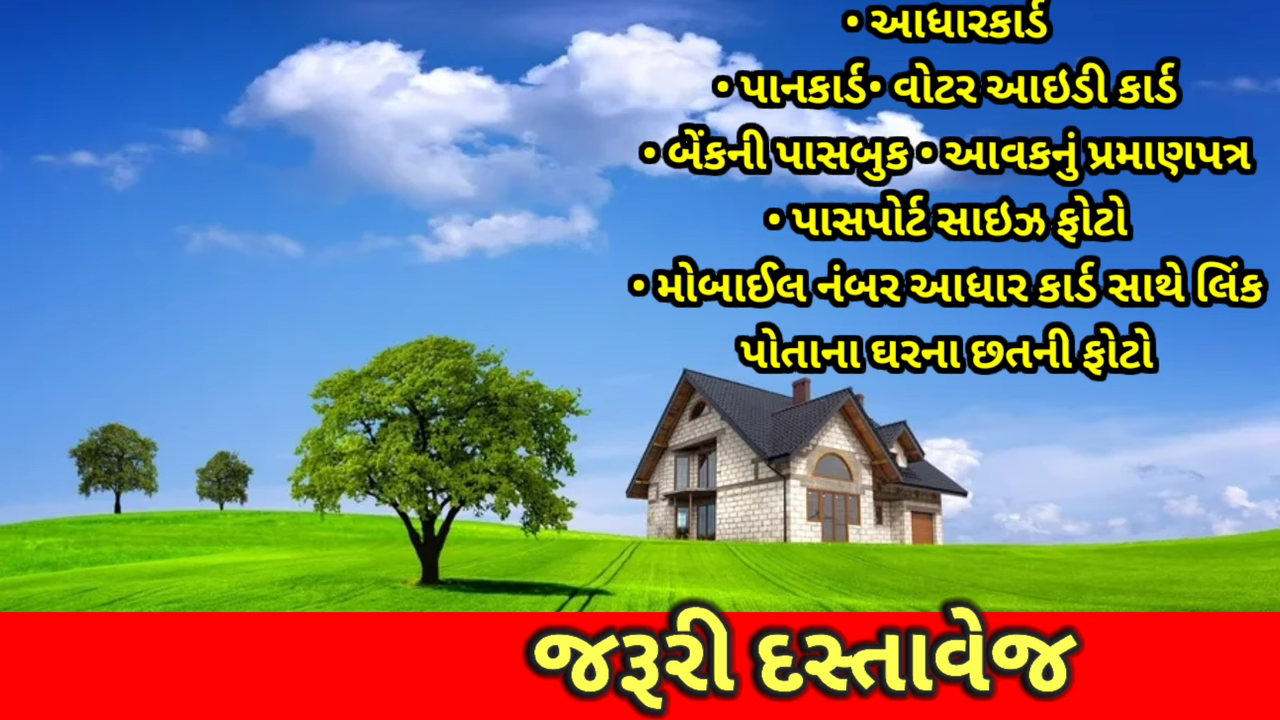 • આધારકાર્ડ
• પાનકાર્ડ• વોટર આઇડી કાર્ડ
• બેંકની પાસબુક • આવકનું પ્રમાણપત્ર
• પાસપોર્ટ સાઇઝ ફોટો
• મોબાઈલ નંબર આધાર કાર્ડ સાથે લિંક
પોતાના ઘરના છતની ફોટો
જરૂરી દસ્તાવેજ